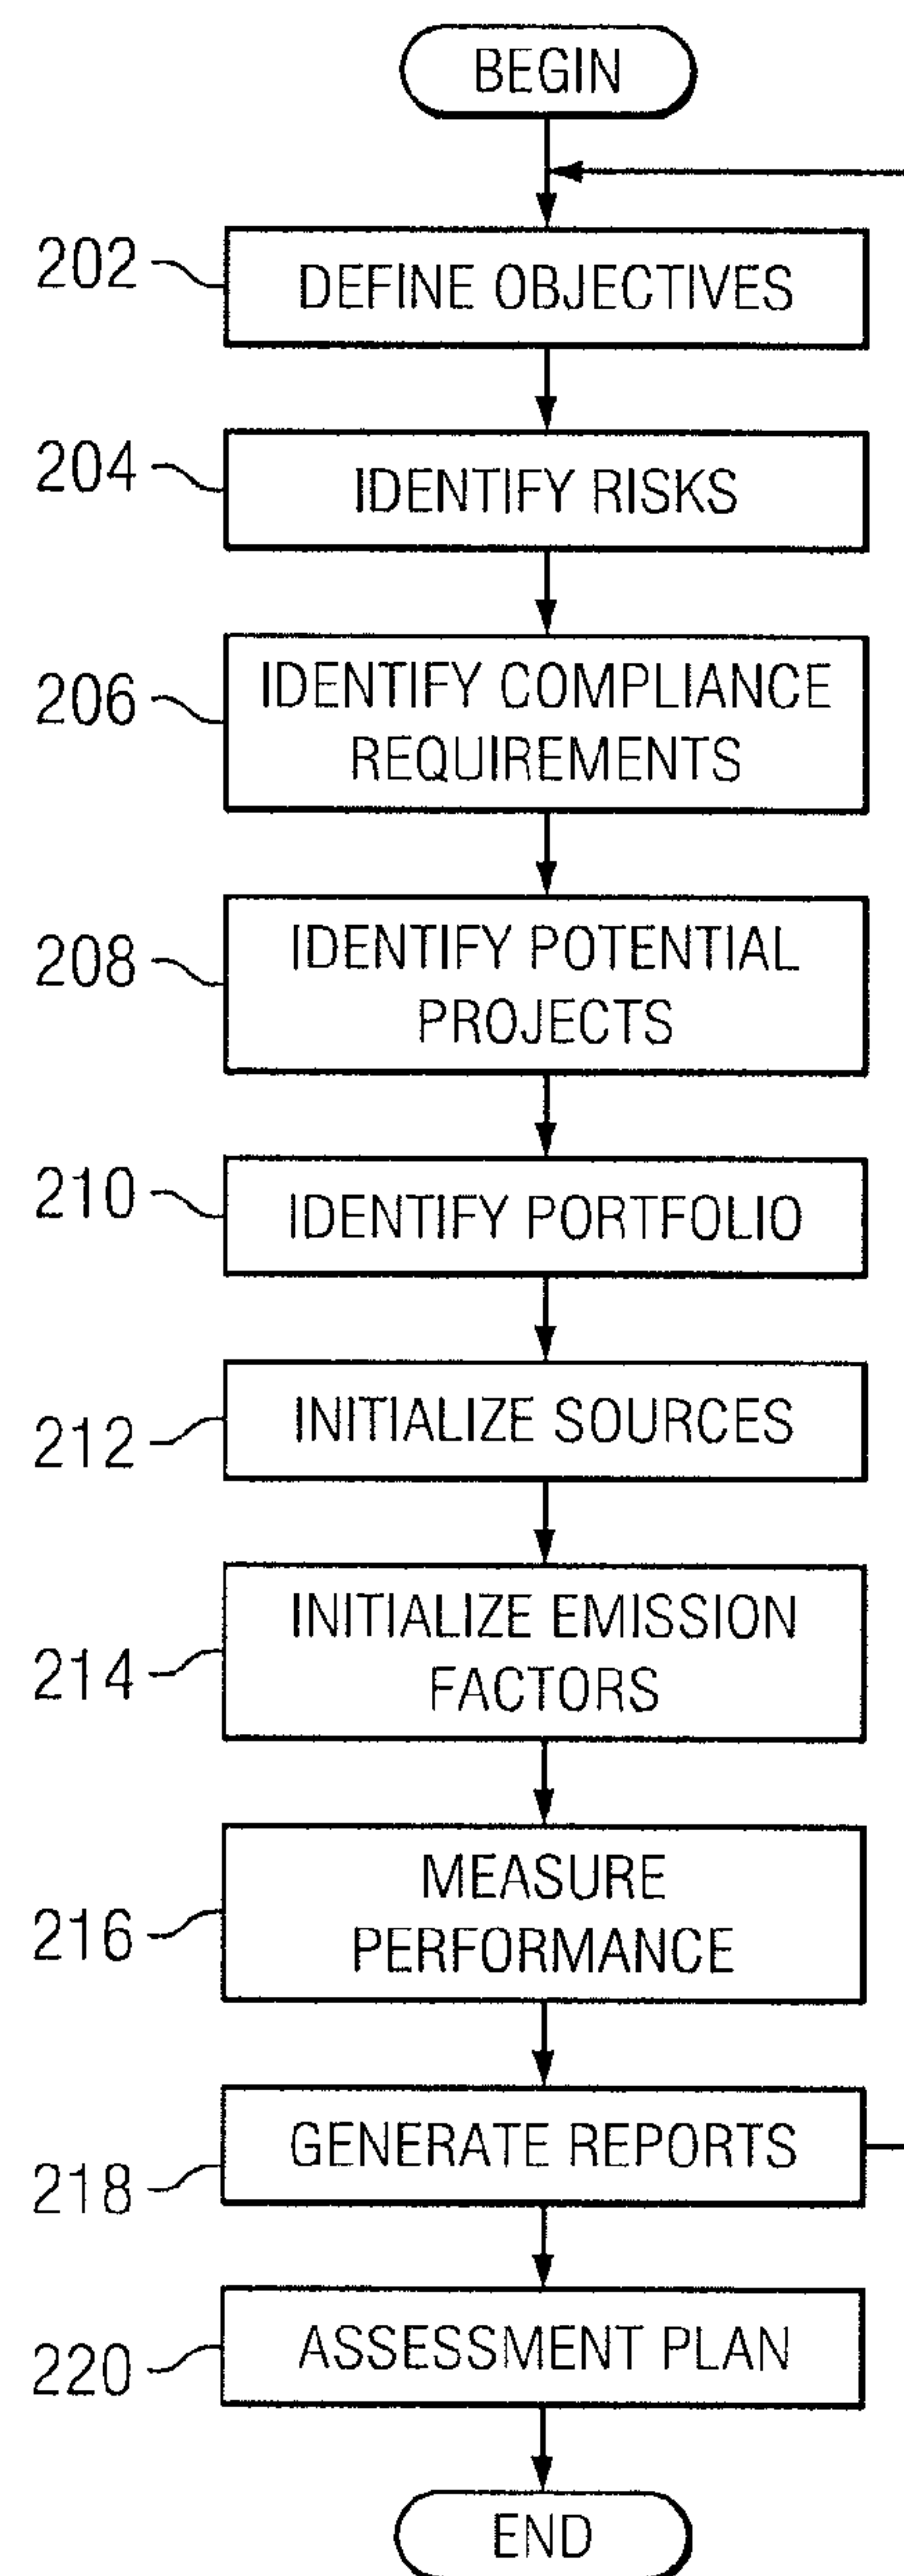 BEGIN
202
DEFINE OBJECTIVES
204
IDENTIFY RISKS
206
IDENTIFY COMPLIANCE
REQUIREMENTS
208
IDENTIFY POTENTIAL
PROJECTS
210
IDENTIFY PORTFOLIO
212
INITIALIZE SOURCES
214
INITIALIZE EMISSION
FACTORS
216
MEASURE
PERFORMANCE
218
GENERATE REPORTS
220
ASSESSMENT PLAN
END